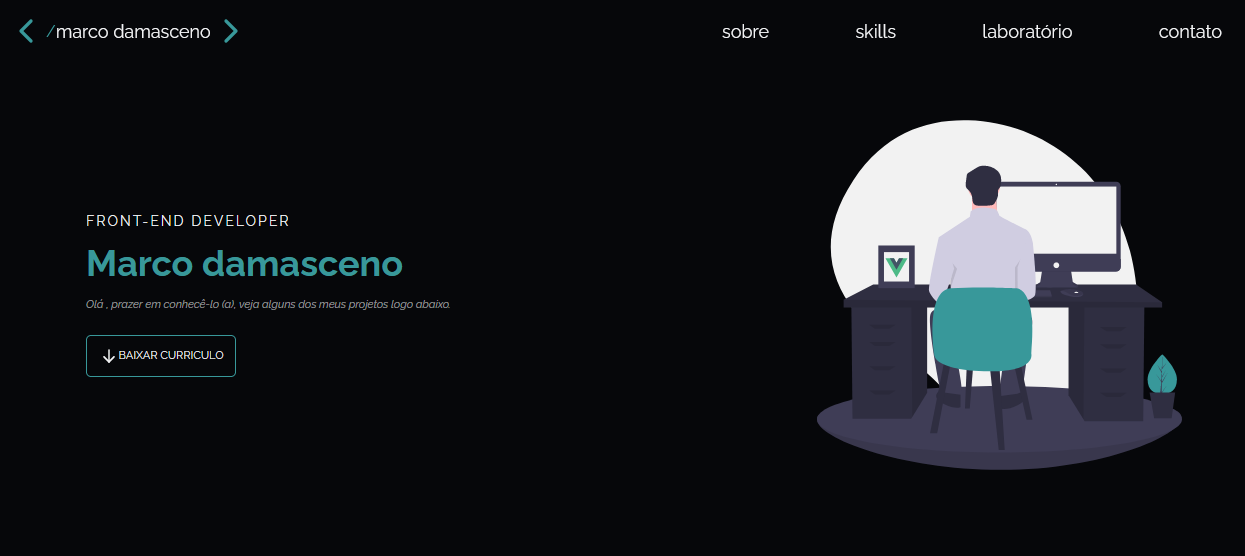 /marco damasceno
sobre
skills
laboratório
contato
FRONT-END DEVELOPER
Marco damasceno
Olá , prazer em conhecê-lo (a), veja alguns dos meus projetos logo abaixo.
BAIXAR CURRICULO